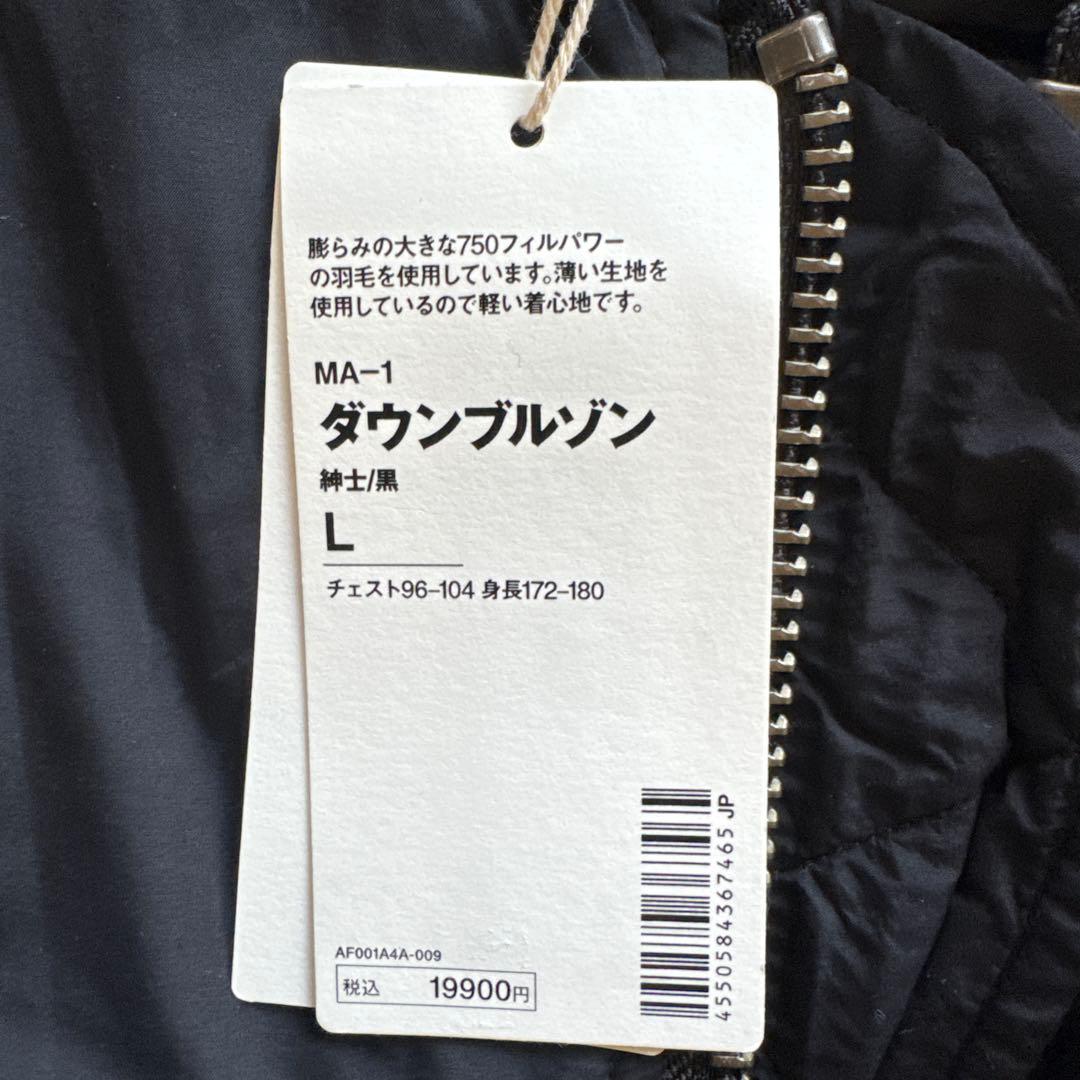 膨らみの大きな750フィルパワー
の羽毛を使用しています。薄い生地を
使用しているので軽い着心地です。
MA-1
ダウンブルゾン
紳士/黒
L
チェスト96-104 身長172-180
4550584367465 JP
AF001A4A-009
税込 19900円